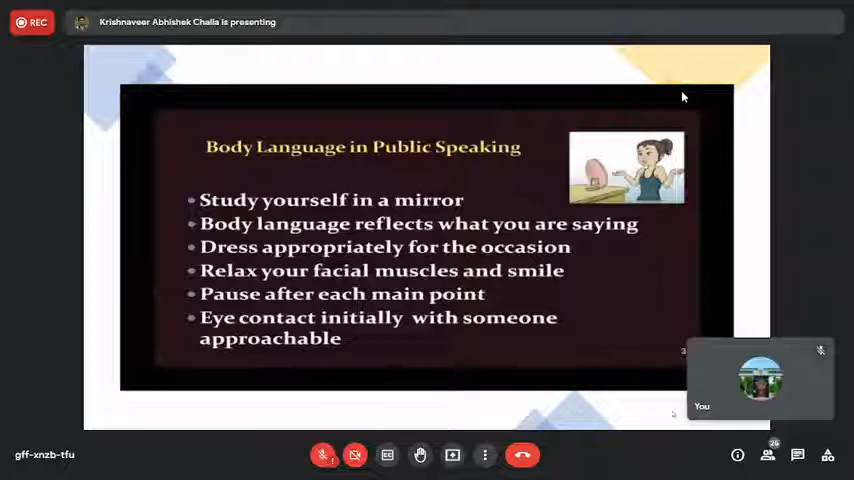 REC
Krishnaveer Abhishek Challa is presenting
Body Language in Public Speaking
Study yourself in a mirror
Body language reflects what you are saying
Dress appropriately for the occasion
Relax your facial muscles and smile
Pause after each main point
Eye contact initially with someone
approachable
3
You
gff-xnzb-tfu
CC
26